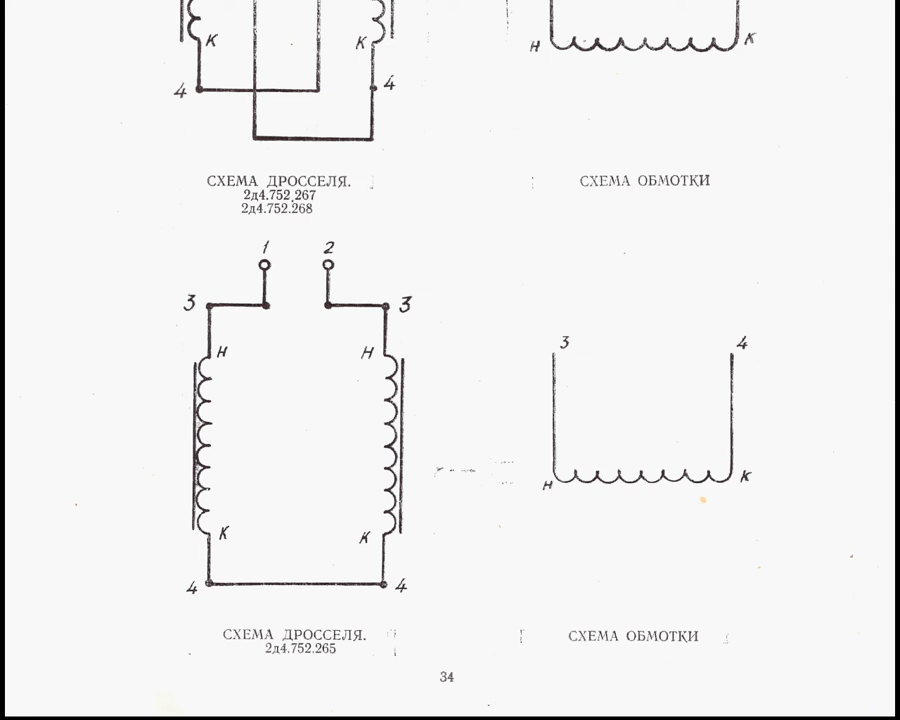 К
К
4
4
Н
К
СХЕМА ДРОССЕЛЯ.
2д4.752.267
2д4.752.268
СХЕМА ОБМОТКИ
1 2
3 3
Н Н
К К
4 4
3 4
Н К
СХЕМА ДРОССЕЛЯ.
2д4.752.265
СХЕМА ОБМОТКИ
34